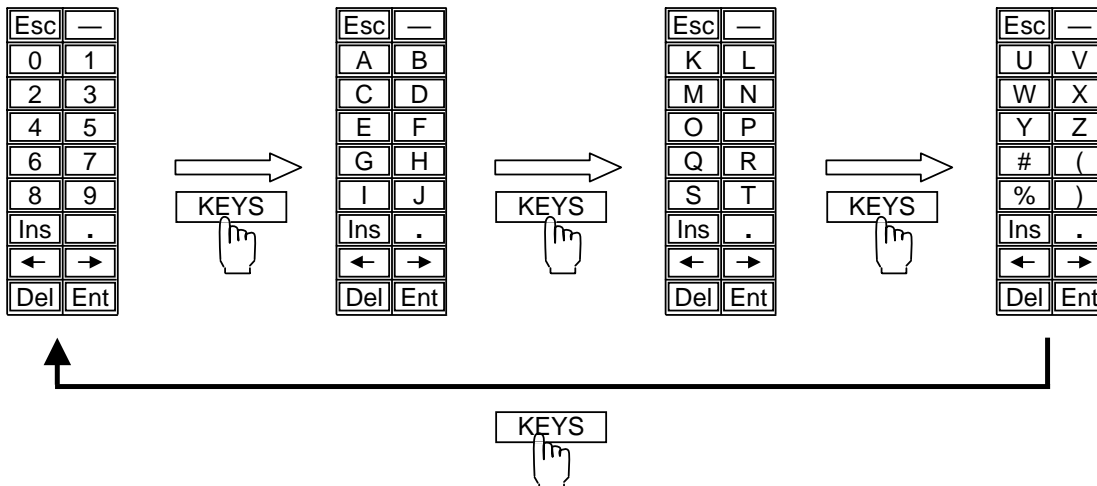 Esc —
0 1
2 3
4 5
6 7
8 9
Ins .
← →
Del Ent
KEYS
Esc —
A B
C D
E F
G H
I J
Ins .
← →
Del Ent
KEYS
Esc —
K L
M N
O P
Q R
S T
Ins .
← →
Del Ent
KEYS
Esc —
U V
W X
Y Z
# (
% )
Ins .
← →
Del Ent
KEYS